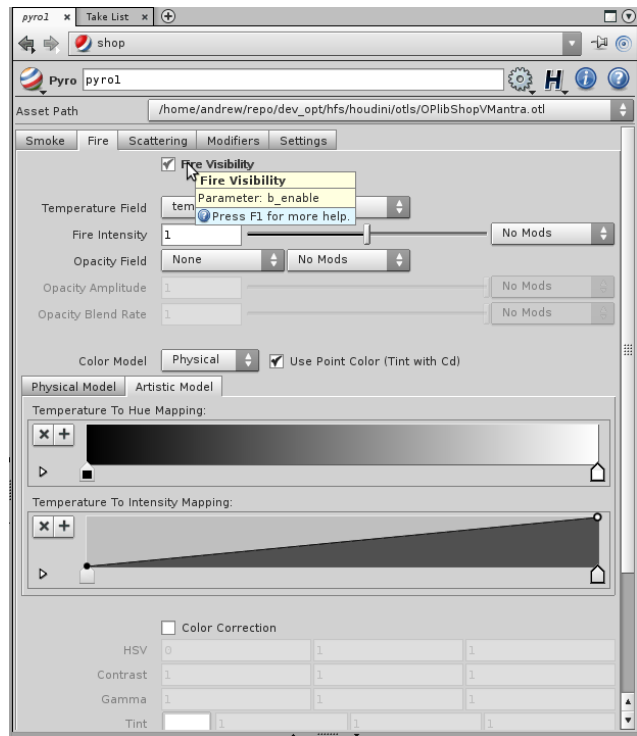 pyro1 Take List
shop
Pyro pyro1
Asset Path /home/andrew/repo/dev_opt/hfs/houdini/otls/OPlibShopVMantra.otl
Smoke Fire Scattering Modifiers Settings
Fire Visibility
Fire Visibility
Parameter: b_enable
Press F1 for more help.
Temperature Field tem
Fire Intensity 1 No Mods
Opacity Field None No Mods
Opacity Amplitude 1 No Mods
Opacity Blend Rate 1 No Mods
Color Model Physical Use Point Color (Tint with Cd)
Physical Model Artistic Model
Temperature To Hue Mapping:
Temperature To Intensity Mapping:
Color Correction
HSV 0 1 1
Contrast 1 1 1
Gamma 1 1 1
Tint 1 1 1